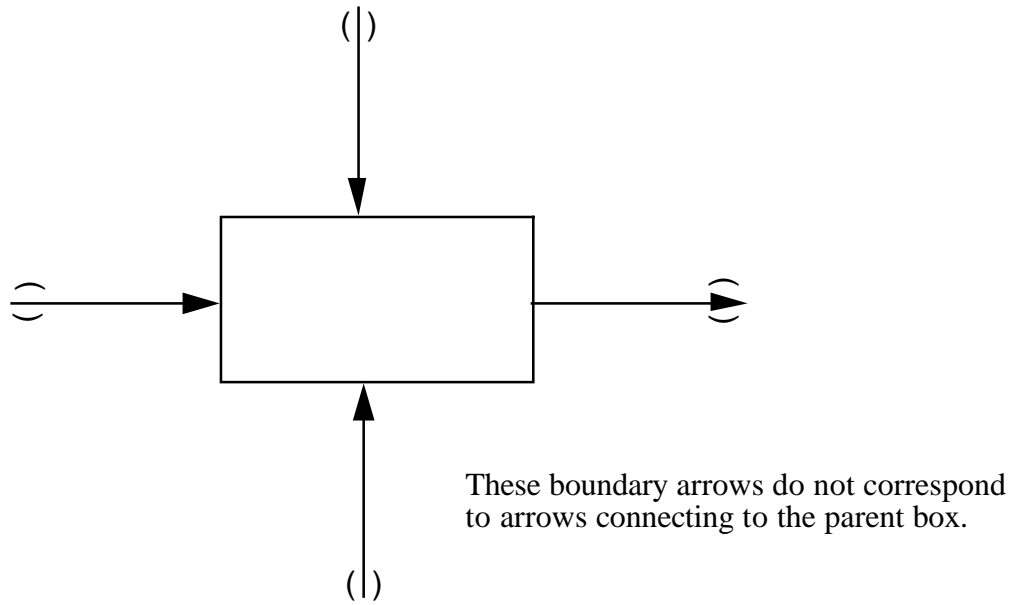 ( )
( )
( )
These boundary arrows do not correspond
to arrows connecting to the parent box.
( )